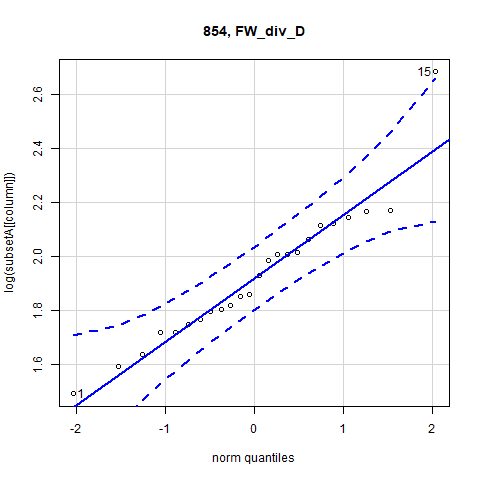 854, FW_div_D
log(subsetA[[column]])
2.6
2.4
2.2
2.0
1.8
1.6
15
1
-2 -1 0 1 2
norm quantiles